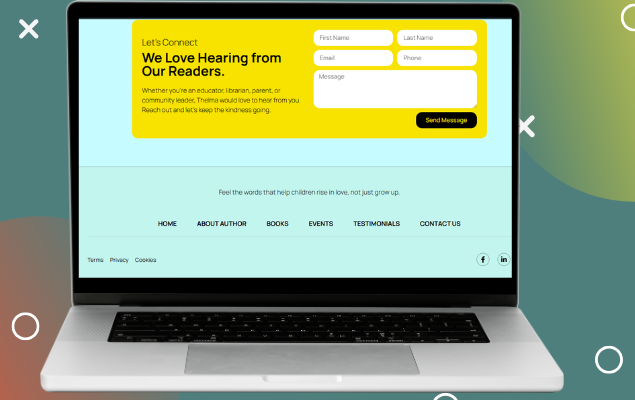 Let's Connect
We Love Hearing from
Our Readers.
Whether you're an educator, librarian, parent, or
community leader, Thelma would love to hear from you.
Reach out and let's keep the kindness going.
First Name
Last Name
Email
Phone
Message
Send Message
Feel the words that help children rise in love, not just grow up.
HOME
ABOUT AUTHOR
BOOKS
EVENTS
TESTIMONIALS
CONTACT US
Terms
Privacy
Cookies
f
in